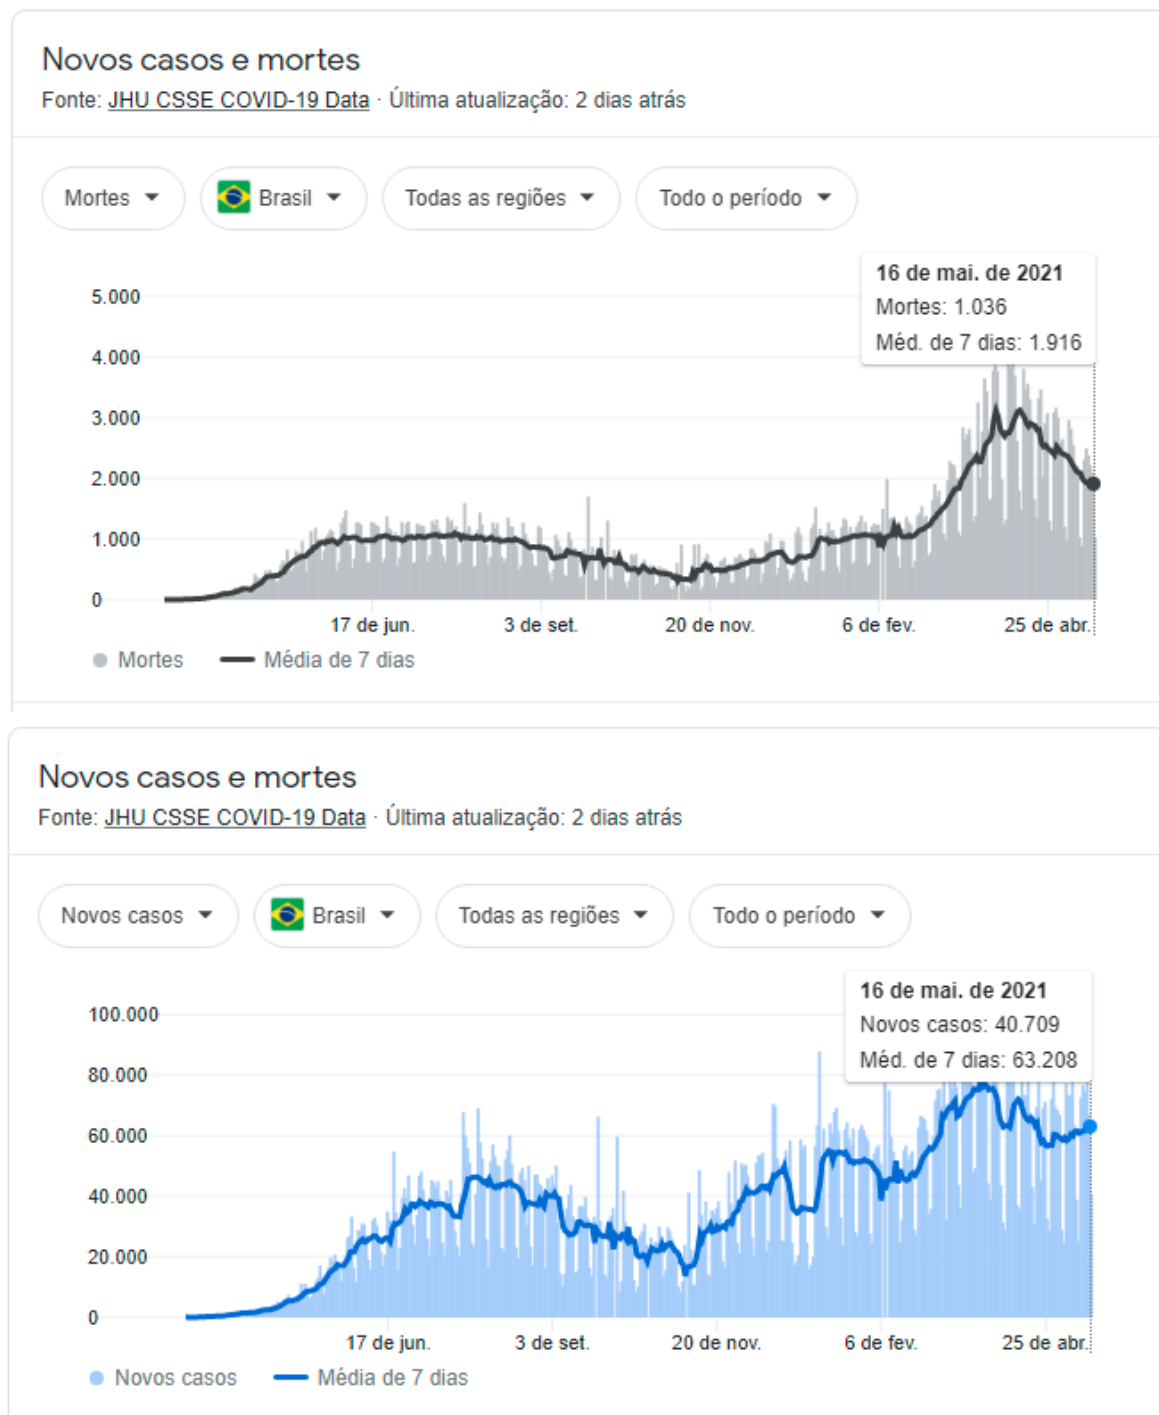 Novos casos e mortes
Fonte: JHU CSSE COVID-19 Data · Última atualização: 2 dias atrás
Mortes Brasil Todas as regiões Todo o período
16 de mai. de 2021
Mortes: 1.036
Méd. de 7 dias: 1.916
5.000
4.000
3.000
2.000
1.000
0
17 de jun. 3 de set. 20 de nov. 6 de fev. 25 de abr.
Mortes Média de 7 dias
Novos casos e mortes
Fonte: JHU CSSE COVID-19 Data · Última atualização: 2 dias atrás
Novos casos Brasil Todas as regiões Todo o período
16 de mai. de 2021
Novos casos: 40.709
Méd. de 7 dias: 63.208
100.000
80.000
60.000
40.000
20.000
0
17 de jun. 3 de set. 20 de nov. 6 de fev. 25 de abr.
Novos casos Média de 7 dias